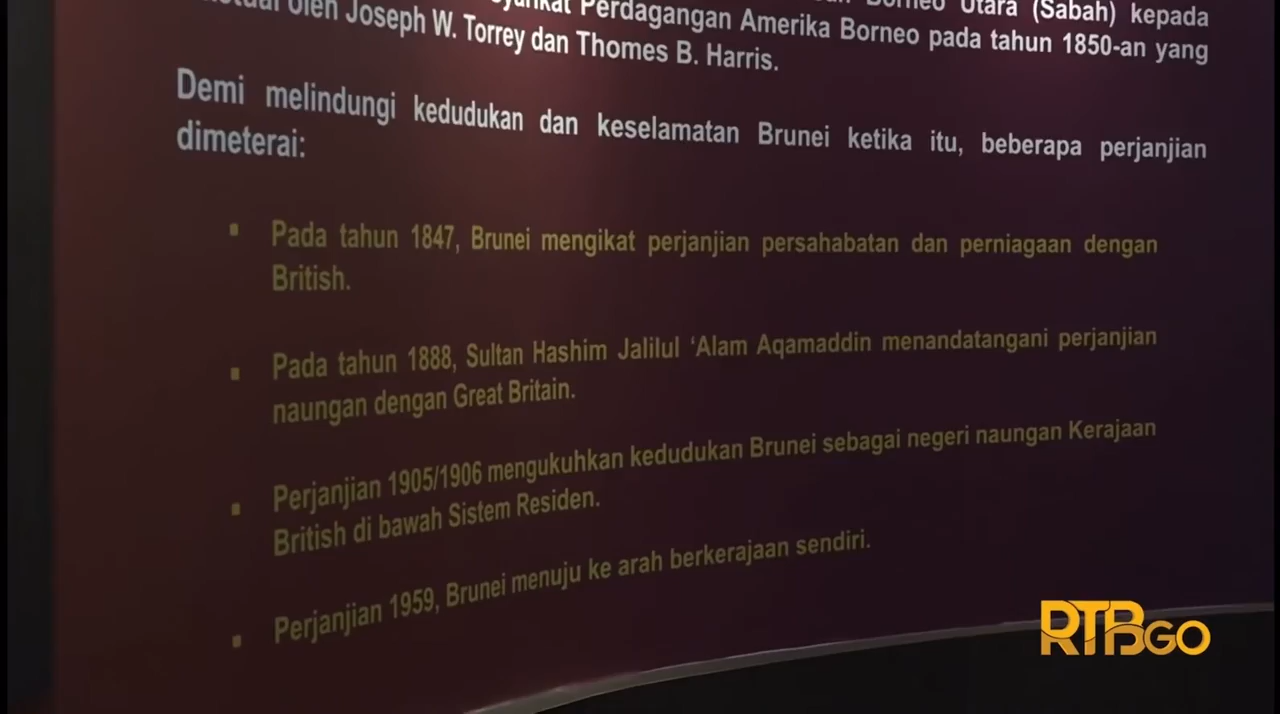 Borneo Utara (Sabah) kepada
Perdagangan Amerika Borneo pada tahun 1850-an yang
oleh Joseph W. Torrey dan Thomes B. Harris.
Demi melindungi kedudukan dan keselamatan Brunei ketika itu, beberapa perjanjian
dimeterai:
▪ Pada tahun 1847, Brunei mengikat perjanjian persahabatan dan perniagaan dengan
British.
▪ Pada tahun 1888, Sultan Hashim Jalilul ‘Alam Aqamaddin menandatangani perjanjian
naungan dengan Great Britain.
▪ Perjanjian 1905/1906 mengukuhkan kedudukan Brunei sebagai negeri naungan Kerajaan
British di bawah Sistem Residen.
▪ Perjanjian 1959, Brunei menuju ke arah berkerajaan sendiri.
RTBGO